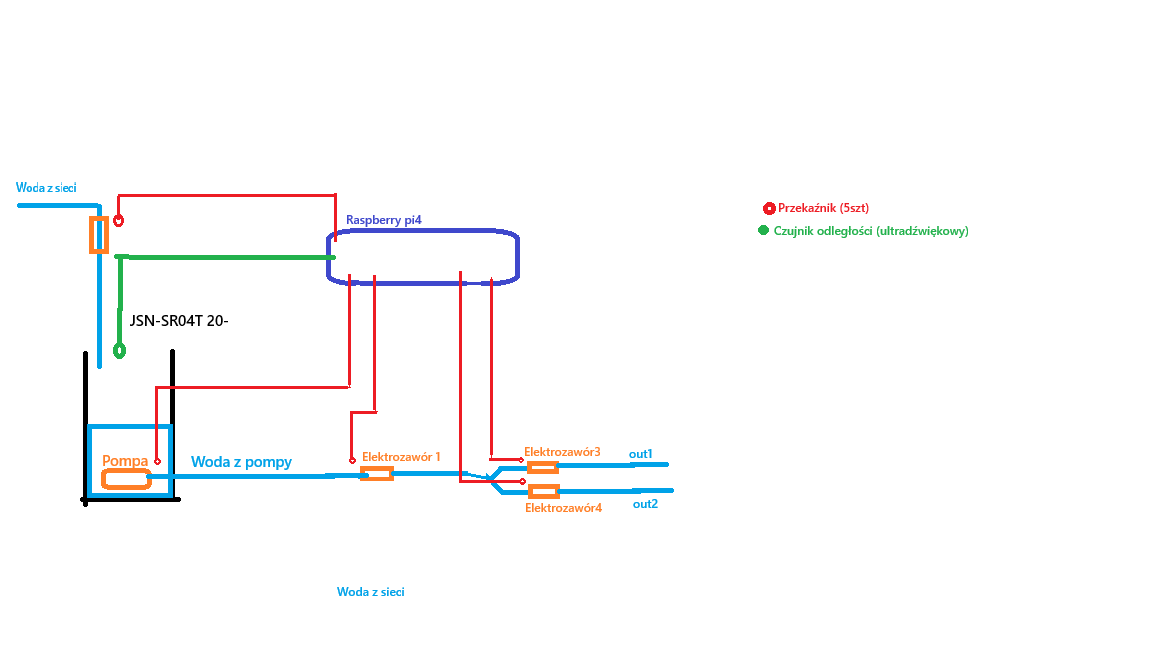 Woda z sieci
Raspberry pi4
Przekaźnik (5szt)
Czujnik odległości (ultradźwiękowy)
JSN-SR04T 20-
Pompa
Woda z pompy
Elektrozawór 1
Elektrozawór3
out1
Elektrozawór4
out2
Woda z sieci